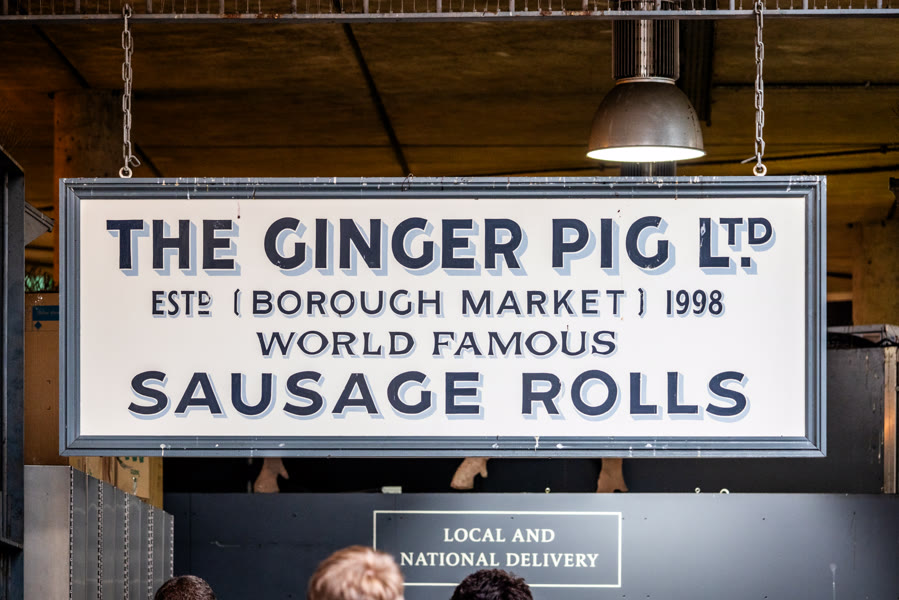 THE GINGER PIG LTD.
ESTD (BOROUGH MARKET) 1998
WORLD FAMOUS
SAUSAGE ROLLS
LOCAL AND
NATIONAL DELIVERY